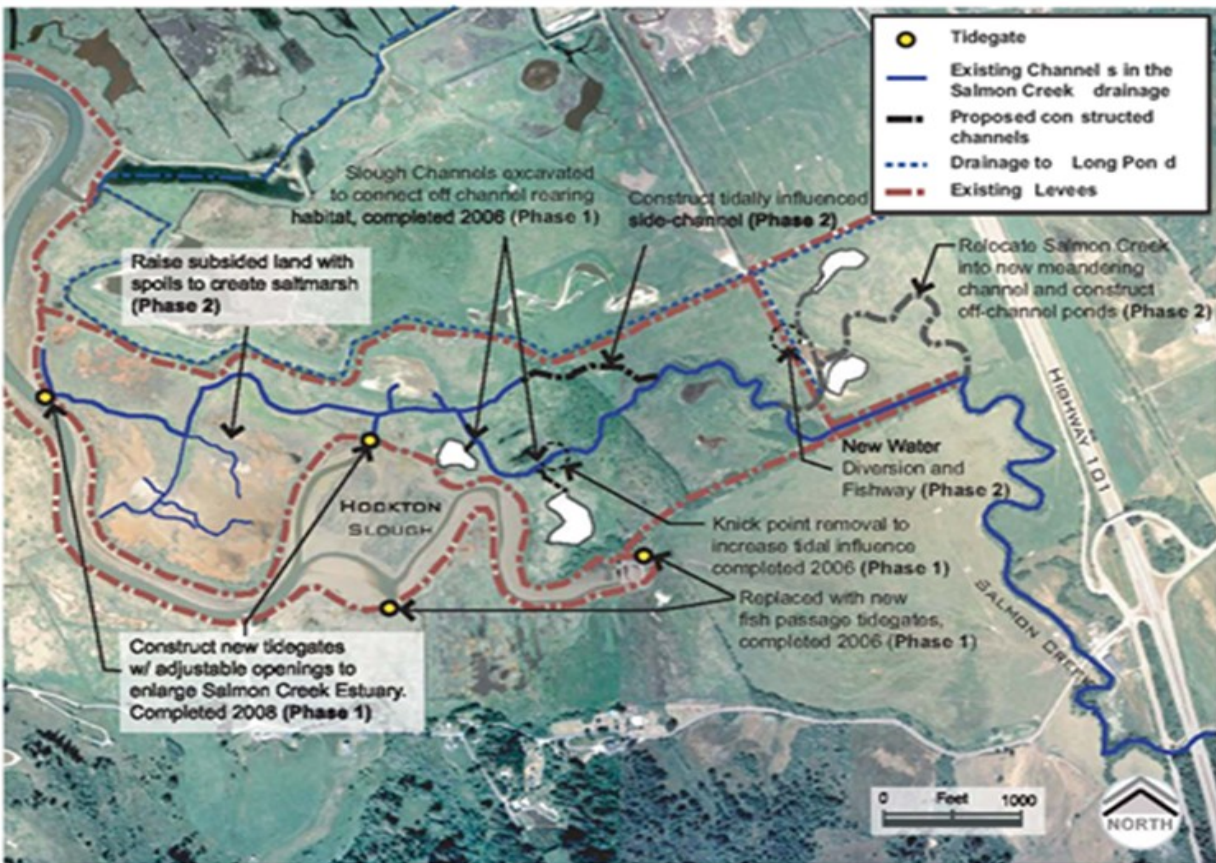 Tidegate
Existing Channel s in the
Salmon Creek drainage
Proposed con structed
channels
Drainage to Long Pon d
Existing Levees
Slough Channels excavated
to connect off channel rearing
habitat, completed 2006 (Phase 1)
Construct tidally influenced
side-channel (Phase 2)
Relocate Salmon Creek
into new meandering
channel and construct
off-channel ponds (Phase 2)
Raise subsided land with
spoils to create saltmarsh
(Phase 2)
HIGHWAY 101
New Water
Diversion and
Fishway (Phase 2)
HOOKTON
SLOUGH
Knick point removal to
increase tidal influence
completed 2006 (Phase 1)
SALMON CREEK
Replaced with new
fish passage tidegates,
completed 2006 (Phase 1)
Construct new tidegates
w/ adjustable openings to
enlarge Salmon Creek Estuary.
Completed 2008 (Phase 1)
0 Feet 1000
NORTH